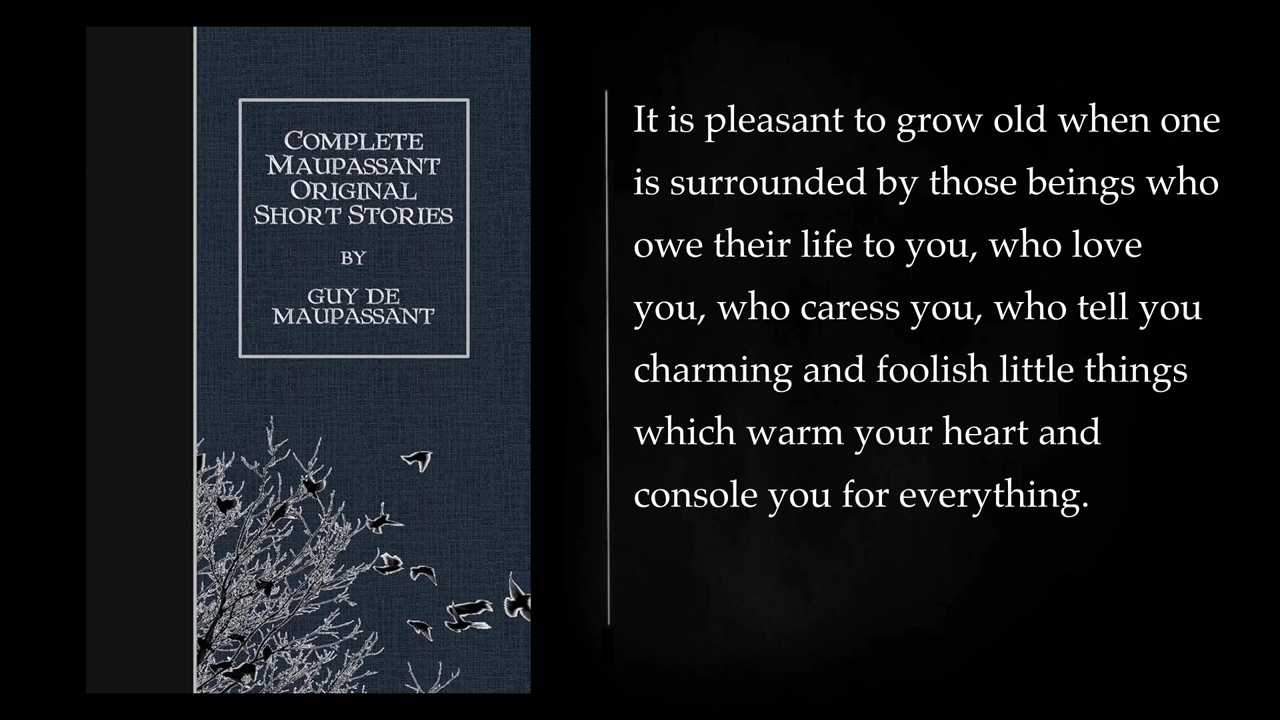 COMPLETE
MAUPASSANT
ORIGINAL
SHORT STORIES
BY
GUY DE
MAUPASSANT
It is pleasant to grow old when one
is surrounded by those beings who
owe their life to you, who love
you, who caress you, who tell you
charming and foolish little things
which warm your heart and
console you for everything.